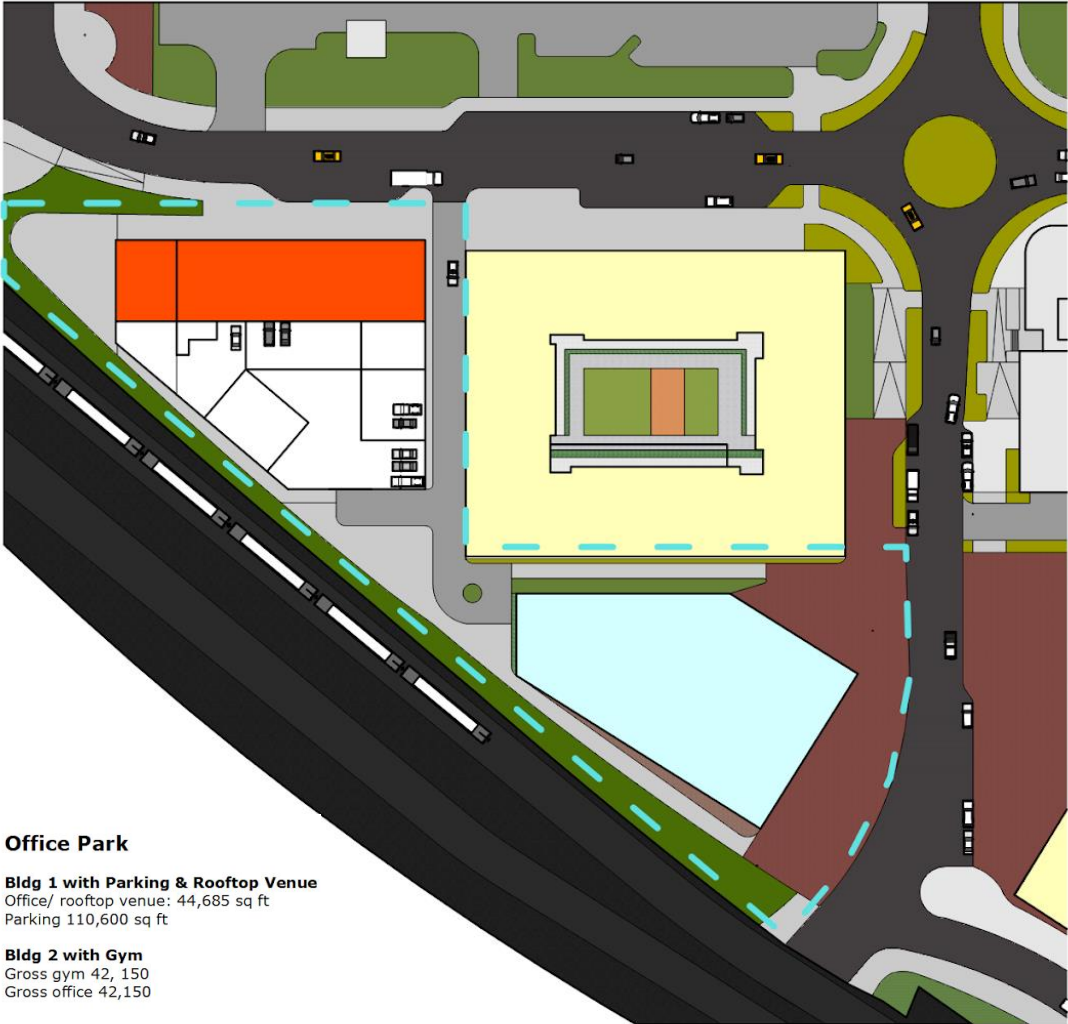 Office Park
Bldg 1 with Parking & Rooftop Venue
Office/ rooftop venue: 44,685 sq ft
Parking 110,600 sq ft
Bldg 2 with Gym
Gross gym 42, 150
Gross office 42,150